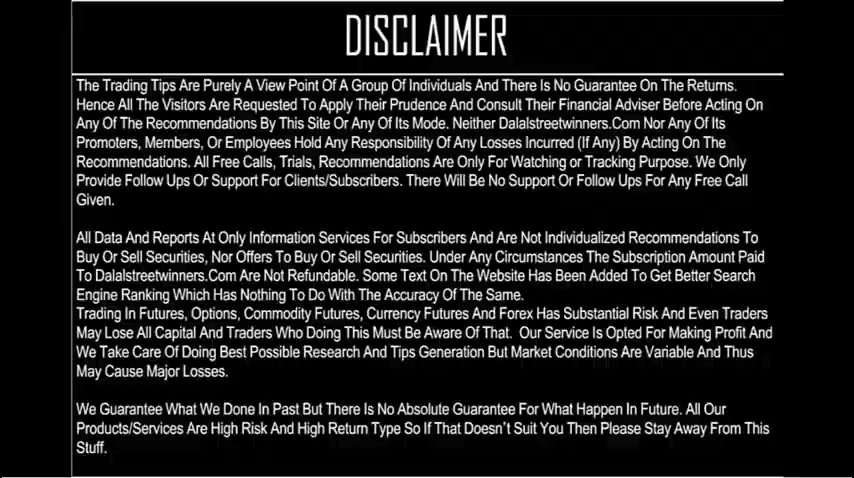 DISCLAIMER
The Trading Tips Are Purely A View Point Of A Group Of Individuals And There Is No Guarantee On The Returns.
Hence All The Visitors Are Requested To Apply Their Prudence And Consult Their Financial Adviser Before Acting On
Any Of The Recommendations By This Site Or Any Of Its Mode. Neither Dalalstreetwinners.Com Nor Any Of Its
Promoters, Members, Or Employees Hold Any Responsibility Of Any Losses Incurred (If Any) By Acting On The
Recommendations. All Free Calls, Trials, Recommendations Are Only For Watching or Tracking Purpose. We Only
Provide Follow Ups Or Support For Clients/Subscribers. There Will Be No Support Or Follow Ups For Any Free Call
Given.
All Data And Reports At Only Information Services For Subscribers And Are Not Individualized Recommendations To
Buy Or Sell Securities, Nor Offers To Buy Or Sell Securities. Under Any Circumstances The Subscription Amount Paid
To Dalalstreetwinners.Com Are Not Refundable. Some Text On The Website Has Been Added To Get Better Search
Engine Ranking Which Has Nothing To Do With The Accuracy Of The Same.
Trading In Futures, Options, Commodity Futures, Currency Futures And Forex Has Substantial Risk And Even Traders
May Lose All Capital And Traders Who Doing This Must Be Aware Of That. Our Service Is Opted For Making Profit And
We Take Care Of Doing Best Possible Research And Tips Generation But Market Conditions Are Variable And Thus
May Cause Major Losses.
We Guarantee What We Done In Past But There Is No Absolute Guarantee For What Happen In Future. All Our
Products/Services Are High Risk And High Return Type So If That Doesn't Suit You Then Please Stay Away From This
Stuff.